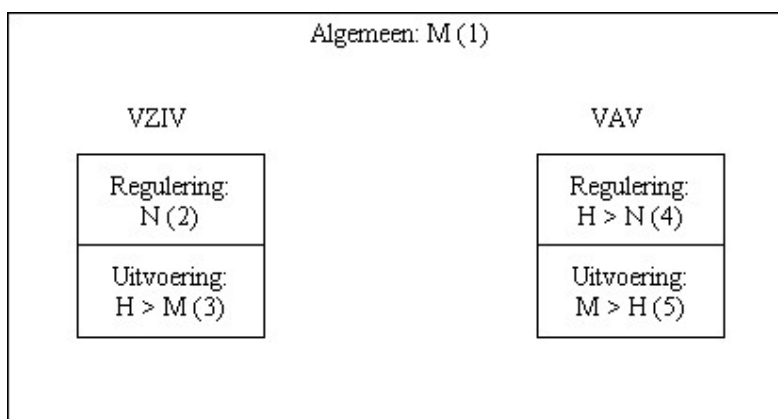 Algemeen: M (1)
VZIV
VAV
Regulering:
N (2)
Regulering:
H > N (4)
Uitvoering:
H > M (3)
Uitvoering:
M > H (5)